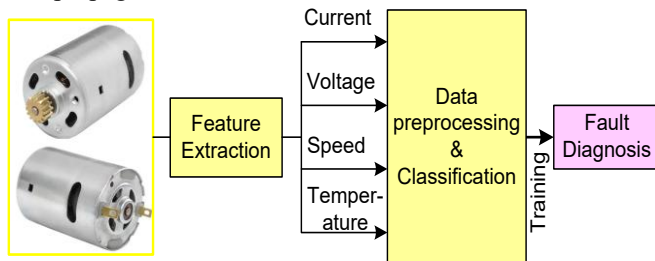 Current
Voltage
Feature
Extraction
Speed
Temper-
ature
Data
preprocessing
&
Classification
Training
Fault
Diagnosis